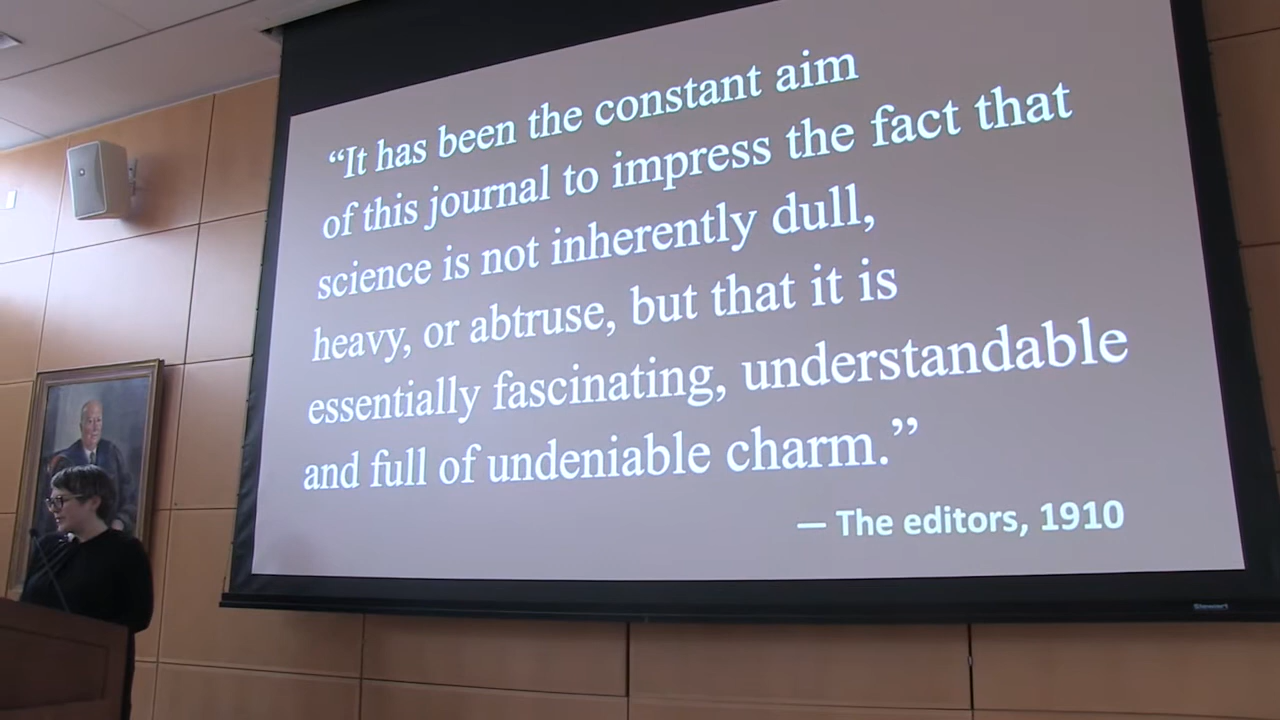 “It has been the constant aim
of this journal to impress the fact that
science is not inherently dull,
heavy, or abtruse, but that it is
essentially fascinating, understandable
and full of undeniable charm.”
— The editors, 1910
Stewart